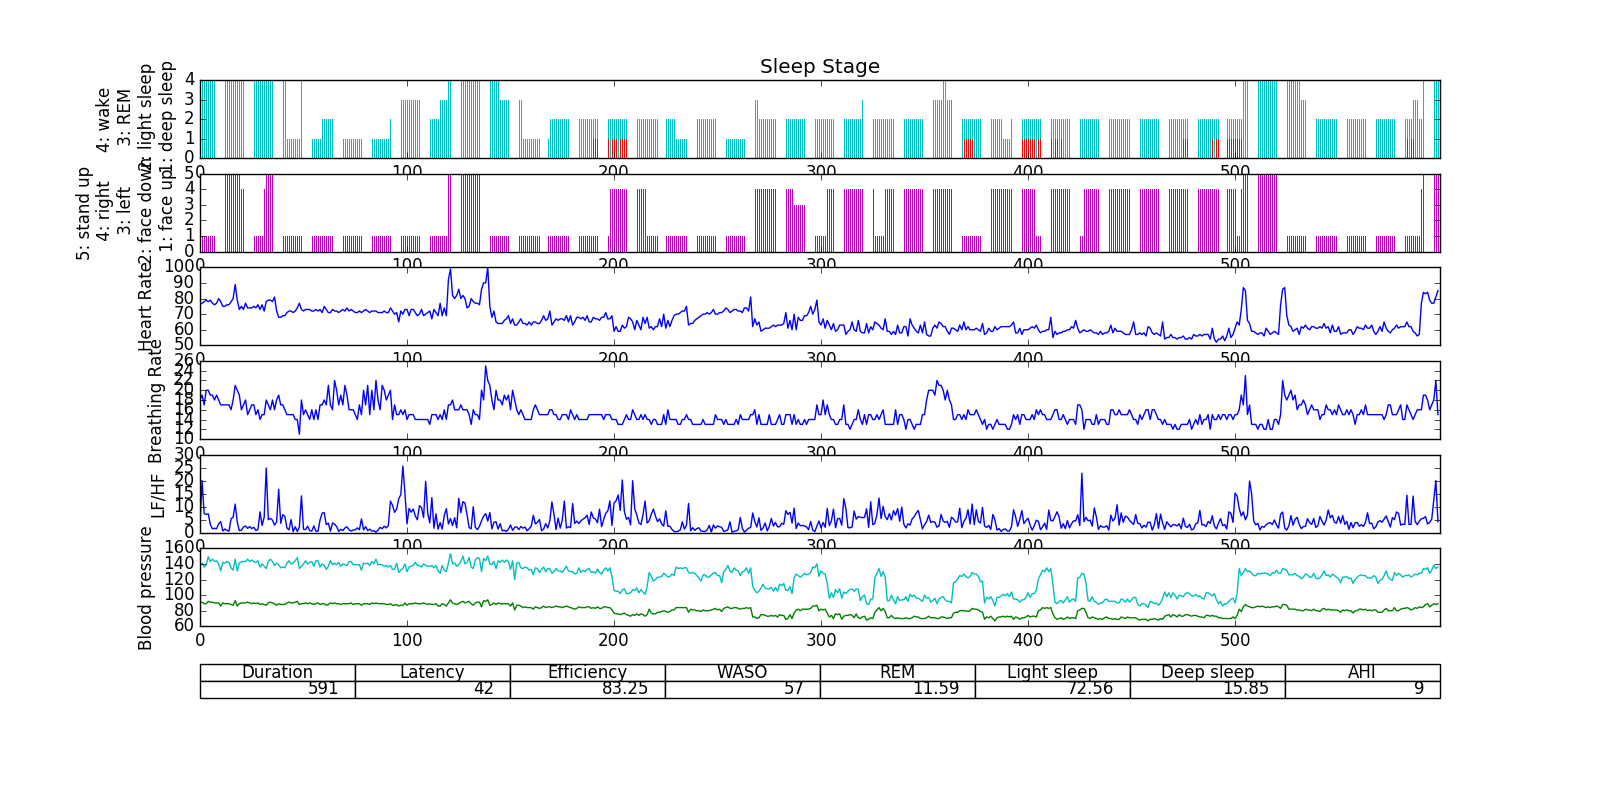 Sleep Stage
4: wake
3: REM
2: light sleep
1: deep sleep
4
3
2
1
0
0 100 200 300 400 500
5: stand up
4: right
3: left
2: face down
1: face up
5
4
3
2
1
0
0 100 200 300 400 500
Heart Rate
100
90
80
70
60
50
0 100 200 300 400 500
Breathing Rate
26
24
22
20
18
16
14
12
10
0 100 200 300 400 500
LF/HF
30
25
20
15
10
5
0
0 100 200 300 400 500
Blood pressure
160
140
120
100
80
60
0 100 200 300 400 500
Duration Latency Efficiency WASO REM Light sleep Deep sleep AHI
591 42 83.25 57 11.59 72.56 15.85 9